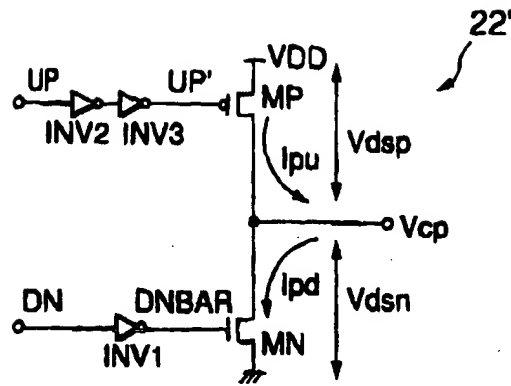 22'
VDD
UP
UP'
MP
INV2
INV3
Ipu
Vdsp
Vcp
DN
DNBAR
Ipd
Vdsn
INV1
MN